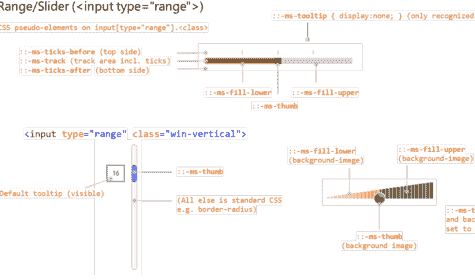 Range/Slider (<input type="range">)
::-ms-tooltip { display:none; } (only recognized
CSS pseudo-elements on input[type="range"].<class>
::-ms-ticks-before (top side)
::-ms-track (track area incl. ticks)
::-ms-ticks-after (bottom side)
::-ms-fill-lower
::-ms-fill-upper
::-ms-thumb
<input type="range" class="win-vertical">
::-ms-fill-lower
(background-image)
::-ms-fill-upper
(background-image)
16
::-ms-thumb
Default tooltip (visible)
(All else is standard CSS
e.g. border-radius)
::-ms-thumb
(background image)
::-ms-t
and bac
set to